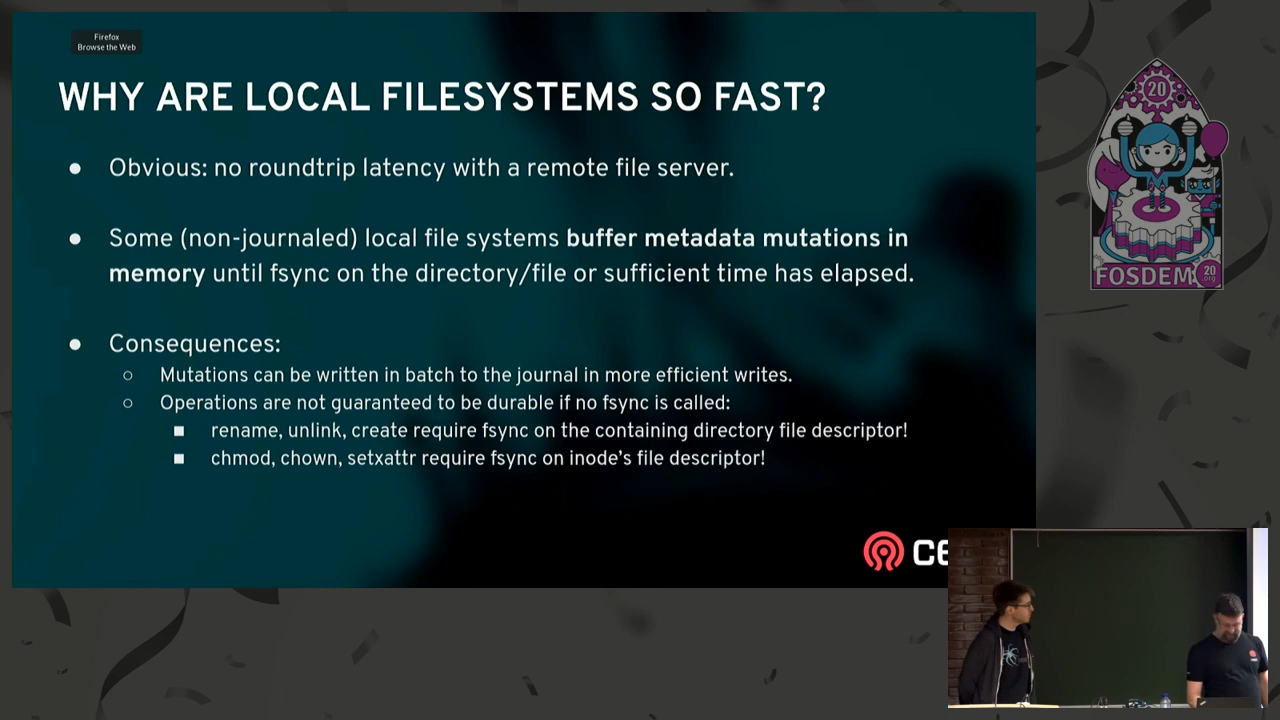 Firefox
Browse the Web
WHY ARE LOCAL FILESYSTEMS SO FAST?
● Obvious: no roundtrip latency with a remote file server.
● Some (non-journaled) local file systems buffer metadata mutations in
memory until fsync on the directory/file or sufficient time has elapsed.
● Consequences:
○ Mutations can be written in batch to the journal in more efficient writes.
○ Operations are not guaranteed to be durable if no fsync is called:
■ rename, unlink, create require fsync on the containing directory file descriptor!
■ chmod, chown, setxattr require fsync on inode's file descriptor!
20
FOSDEM 20
.org